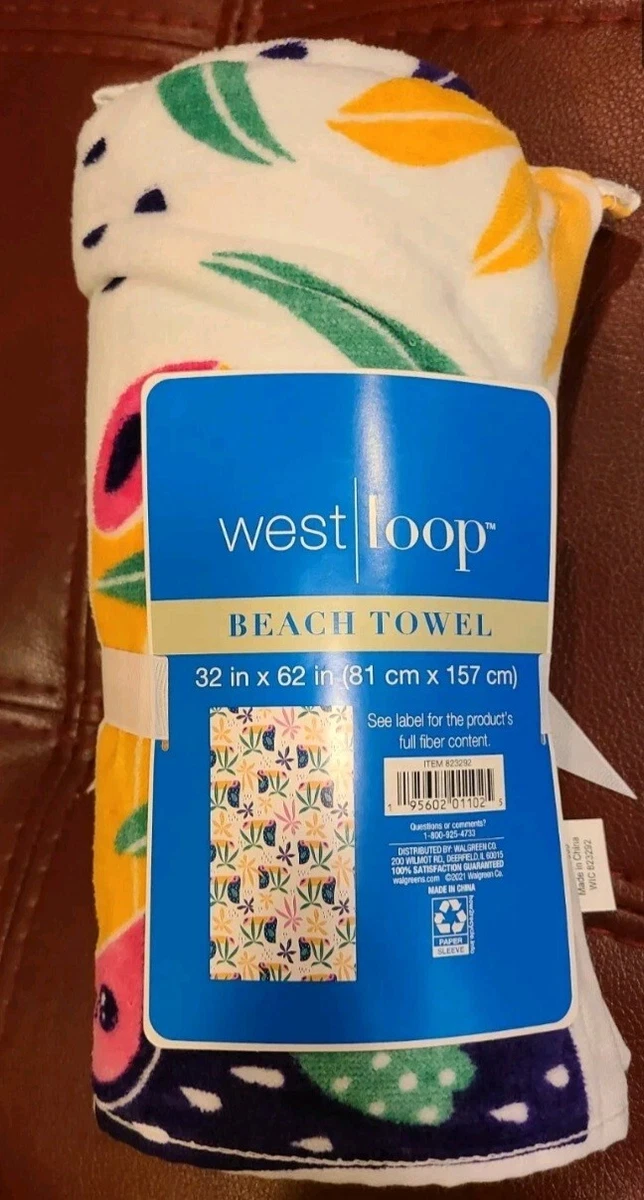 west loop™
BEACH TOWEL
32 in x 62 in (81 cm x 157 cm)
See label for the product's
full fiber content.
ITEM 823292
1 95602 01102 5
Questions or comments?
1-800-925-4733
DISTRIBUTED BY: WALGREEN CO.
200 WILMOT RD., DEERFIELD, IL 60015
100% SATISFACTION GUARANTEED
walgreens.com ©2021 Walgreen Co.
MADE IN CHINA
how2recycle.info
PAPER
SLEEVE
Made in China
WIC 823292